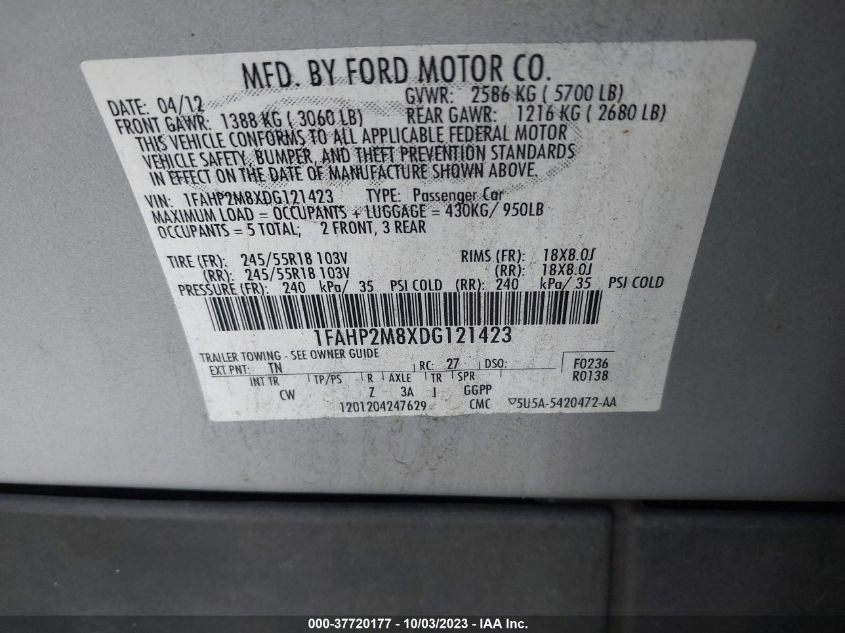 MFD. BY FORD MOTOR CO.
DATE: 04/12 GVWR: 2586 KG ( 5700 LB)
FRONT GAWR: 1388 KG ( 3060 LB) REAR GAWR: 1216 KG ( 2680 LB)
THIS VEHICLE CONFORMS TO ALL APPLICABLE FEDERAL MOTOR
VEHICLE SAFETY, BUMPER, AND THEFT PREVENTION STANDARDS
IN EFFECT ON THE DATE OF MANUFACTURE SHOWN ABOVE.
VIN: 1FAHP2M8XDG121423 TYPE: Passenger Car
MAXIMUM LOAD = OCCUPANTS + LUGGAGE = 430KG/ 950LB
OCCUPANTS = 5 TOTAL; 2 FRONT, 3 REAR
TIRE (FR): 245/55R18 103V RIMS (FR): 18X8.0J
(RR): 245/55R18 103V (RR): 18X8.0J
PRESSURE (FR): 240 kPa/ 35 PSI COLD (RR): 240 kPa/ 35 PSI COLD
1FAHP2M8XDG121423
TRAILER TOWING - SEE OWNER GUIDE
EXT PNT: TN RC: 27 DSO: F0236
INT TR TP/PS R AXLE TR SPR R0138
CW Z 3A J GGPP
1201204247629 CMC ▽5U5A-5420472-AA
000-37720177 - 10/03/2023 - IAA Inc.